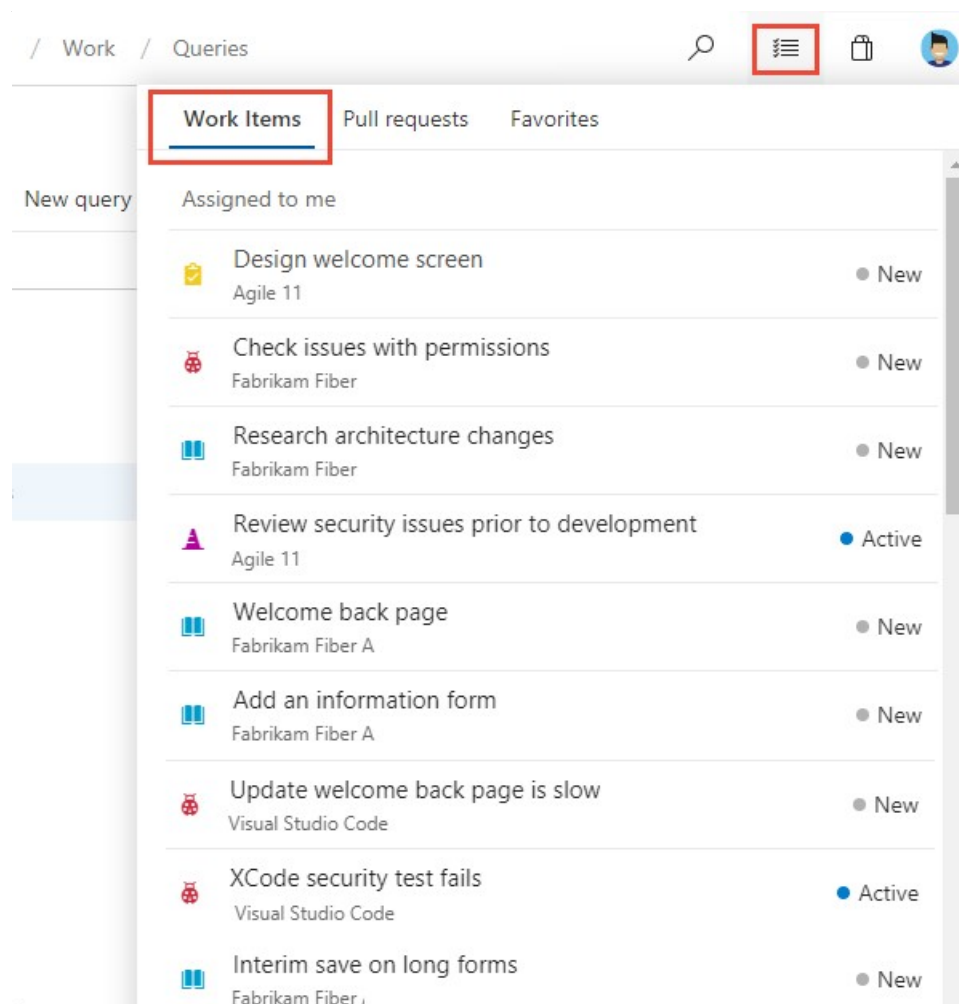 / Work / Queries
Work Items Pull requests Favorites
New query
Assigned to me
Design welcome screen
Agile 11
New
Check issues with permissions
Fabrikam Fiber
New
Research architecture changes
Fabrikam Fiber
New
Review security issues prior to development
Agile 11
Active
Welcome back page
Fabrikam Fiber A
New
Add an information form
Fabrikam Fiber A
New
Update welcome back page is slow
Visual Studio Code
New
XCode security test fails
Visual Studio Code
Active
Interim save on long forms
Fabrikam Fiber
New